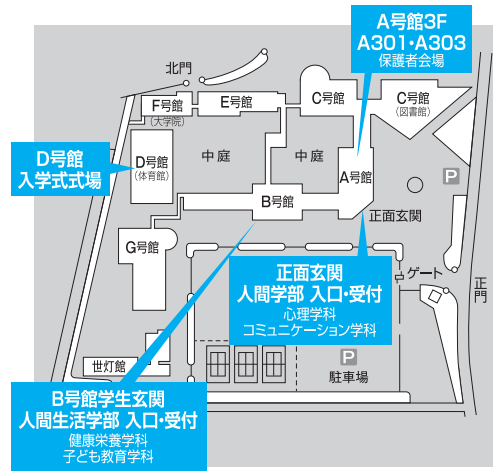 A号館3F
A301・A303
保護者会場
北門
F号館
(大学院)
E号館
C号館
C号館
(図書館)
D号館
入学式式場
D号館
(体育館)
中庭
中庭
A号館
P
B号館
正面玄関
G号館
ゲート
正門
正面玄関
人間学部 入口・受付
心理学科
コミュニケーション学科
P
駐車場
世灯館
B号館学生玄関
人間生活学部 入口・受付
健康栄養学科
子ども教育学科